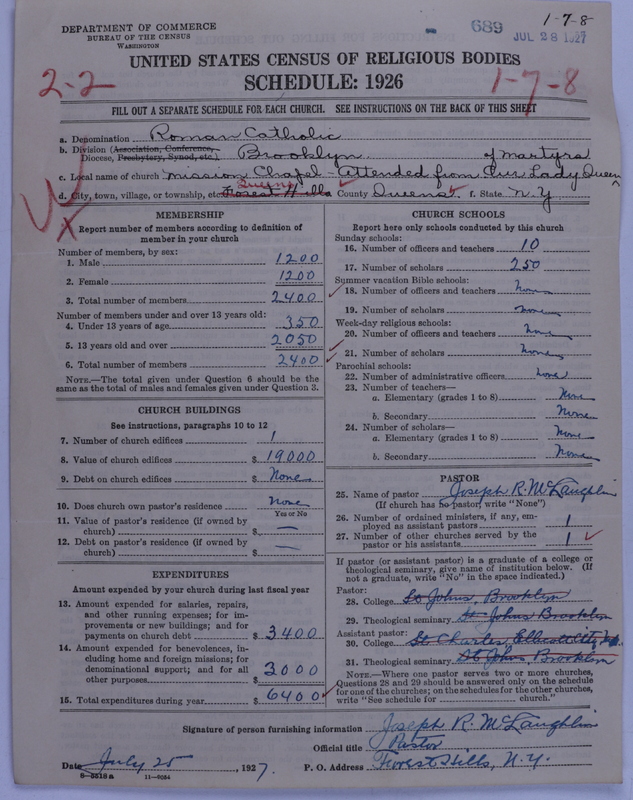 DEPARTMENT OF COMMERCE
BUREAU OF THE CENSUS
WASHINGTON
689
JUL 28 1927
1-7-8
UNITED STATES CENSUS OF RELIGIOUS BODIES
SCHEDULE: 1926
2-2
1-7-8
FILL OUT A SEPARATE SCHEDULE FOR EACH CHURCH. SEE INSTRUCTIONS ON THE BACK OF THIS SHEET
a. Denomination Roman Catholic
b. Division (Association, Conference, Diocese, Presbytery, Synod, etc.) Brooklyn. of Martyrs
c. Local name of church Mission Chapel - Attended from Our Lady Queen
d. City, town, village, or township, etc. Forest Hills Queens County Queens. f. State N.Y.
MEMBERSHIP
Report number of members according to definition of
member in your church
Number of members, by sex:
1. Male 1200
2. Female 1200
3. Total number of members 2400
Number of members under and over 13 years old:
4. Under 13 years of age 350
5. 13 years old and over 2050
6. Total number of members 2400
NOTE.—The total given under Question 6 should be
same as the total of males and females given under Question 3.
CHURCH BUILDINGS
See instructions, paragraphs 10 to 12
7. Number of church edifices 1
8. Value of church edifices $ 19000
9. Debt on church edifices $ None
10. Does church own pastor's residence? none
Yes or No
11. Value of pastor's residence (if owned by
church) $ —
12. Debt on pastor's residence (if owned by
church) $ —
EXPENDITURES
Amount expended by your church during last fiscal year
13. Amount expended for salaries, repairs,
and other running expenses; for im-
provements or new buildings; and for
payments on church debt $ 3400
14. Amount expended for benevolences, in-
cluding home and foreign missions; for
denominational support; and for all
other purposes $ 3000
15. Total expenditures during year $ 6400
CHURCH SCHOOLS
Report here only schools conducted by this church
Sunday schools:
16. Number of officers and teachers 10
17. Number of scholars 250
Summer vacation Bible schools:
18. Number of officers and teachers None
19. Number of scholars None
Week-day religious schools:
20. Number of officers and teachers None
21. Number of scholars None
Parochial schools:
22. Number of administrative officers None
23. Number of teachers—
a. Elementary (grades 1 to 8) None
b. Secondary None
24. Number of scholars—
a. Elementary (grades 1 to 8) None
b. Secondary None
PASTOR
25. Name of pastor Joseph R. McLaughlin
(If church has no pastor, write "None")
26. Number of ordained ministers, if any, em-
ployed as assistant pastors 1
27. Number of other churches served by the
pastor or his assistants 1
If pastor (or assistant pastor) is a graduate of a college or
theological seminary, give name of institution below. (If
not a graduate, write "No" in the space indicated.)
Pastor:
28. College St Johns, Brooklyn
29. Theological seminary St Johns Brooklyn
Assistant pastor:
30. College St Charles, Ellicott City
31. Theological seminary St Johns Brooklyn
NOTE.—Where one pastor serves two or more churches,
Questions 28 and 29 should be answered only on the schedule
for one of the churches; on the schedules for the other churches,
write "See schedule for church."
Signature of person furnishing information Joseph R. McLaughlin
Official title Pastor
Date July 25, 1927.
P. O. Address Forest Hills, N.Y.
8-5518a 11-8084